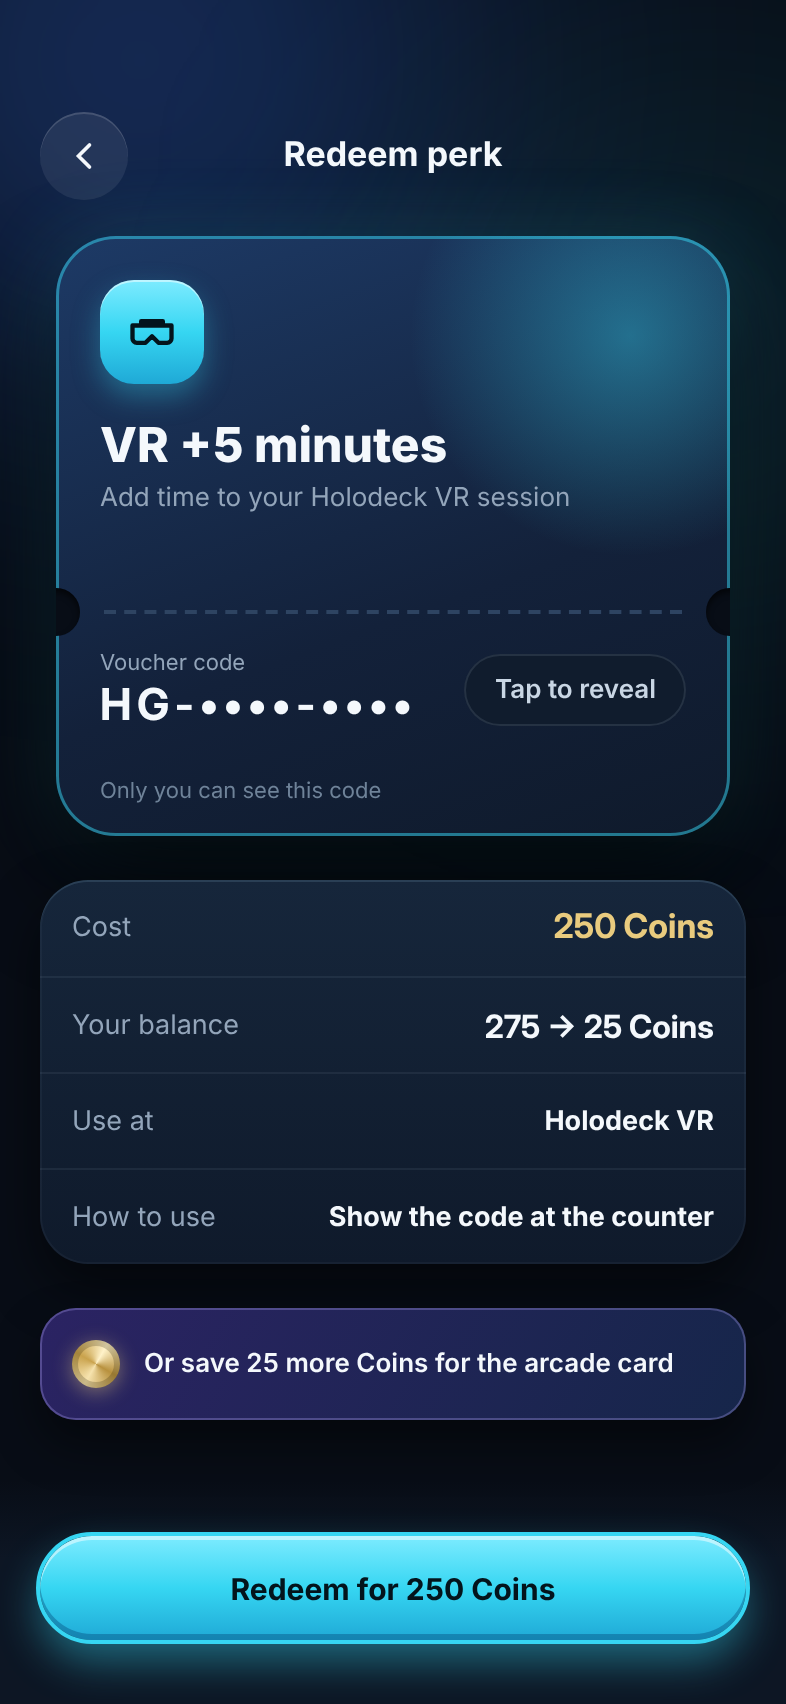 Redeem perk
VR +5 minutes
Add time to your Holodeck VR session
Voucher code
HG-••••-••••
Tap to reveal
Only you can see this code
Cost
250 Coins
Your balance
275 → 25 Coins
Use at
Holodeck VR
How to use
Show the code at the counter
Or save 25 more Coins for the arcade card
Redeem for 250 Coins